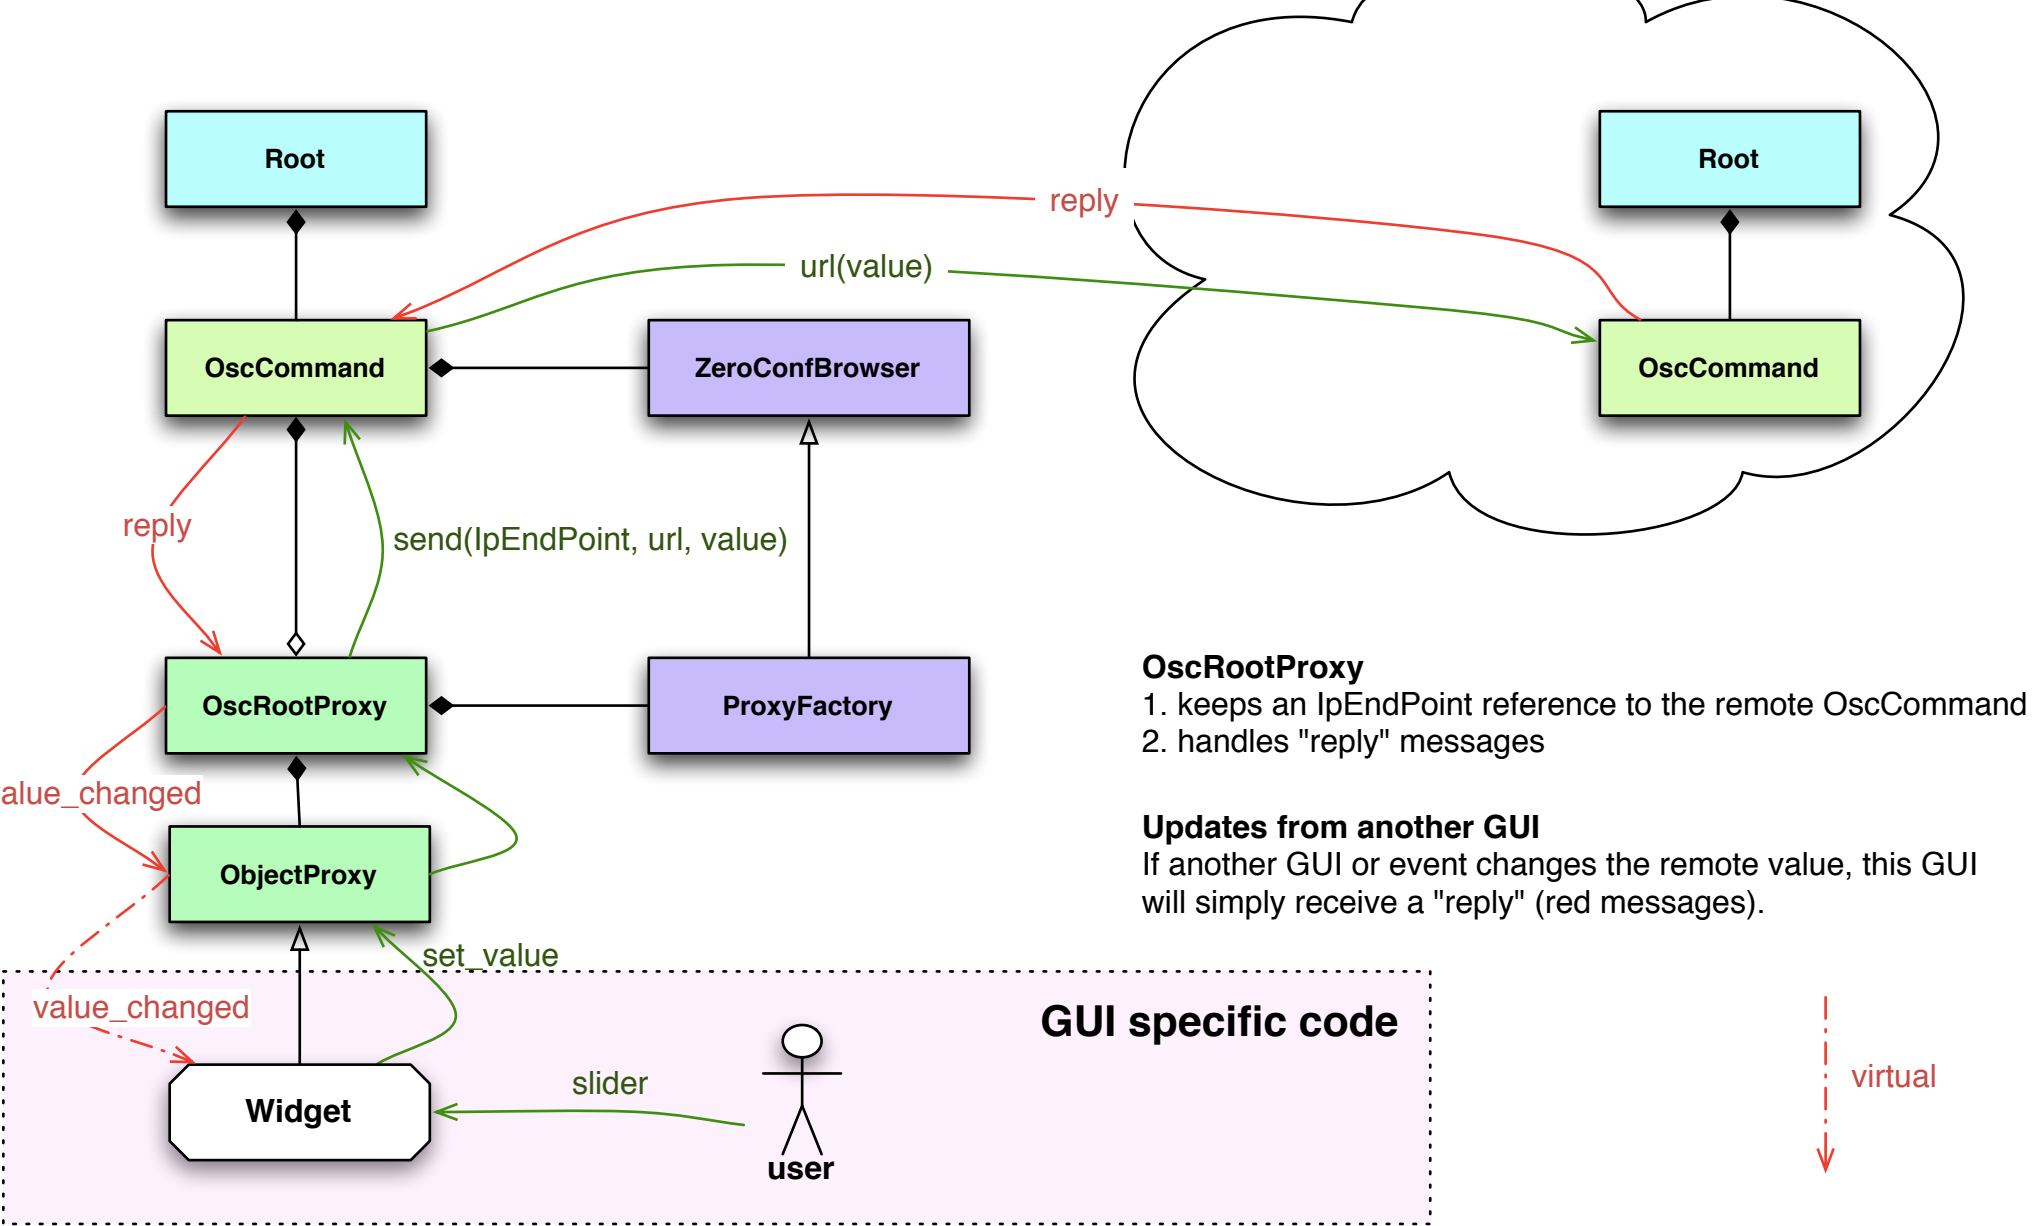 Root
Root
reply
url(value)
OscCommand
ZeroConfBrowser
OscCommand
reply
send(IpEndPoint, url, value)
OscRootProxy
ProxyFactory
OscRootProxy
1. keeps an IpEndPoint reference to the remote OscCommand
2. handles "reply" messages
alue_changed
Updates from another GUI
If another GUI or event changes the remote value, this GUI
will simply receive a "reply" (red messages).
ObjectProxy
set_value
value_changed
GUI specific code
slider
virtual
Widget
user